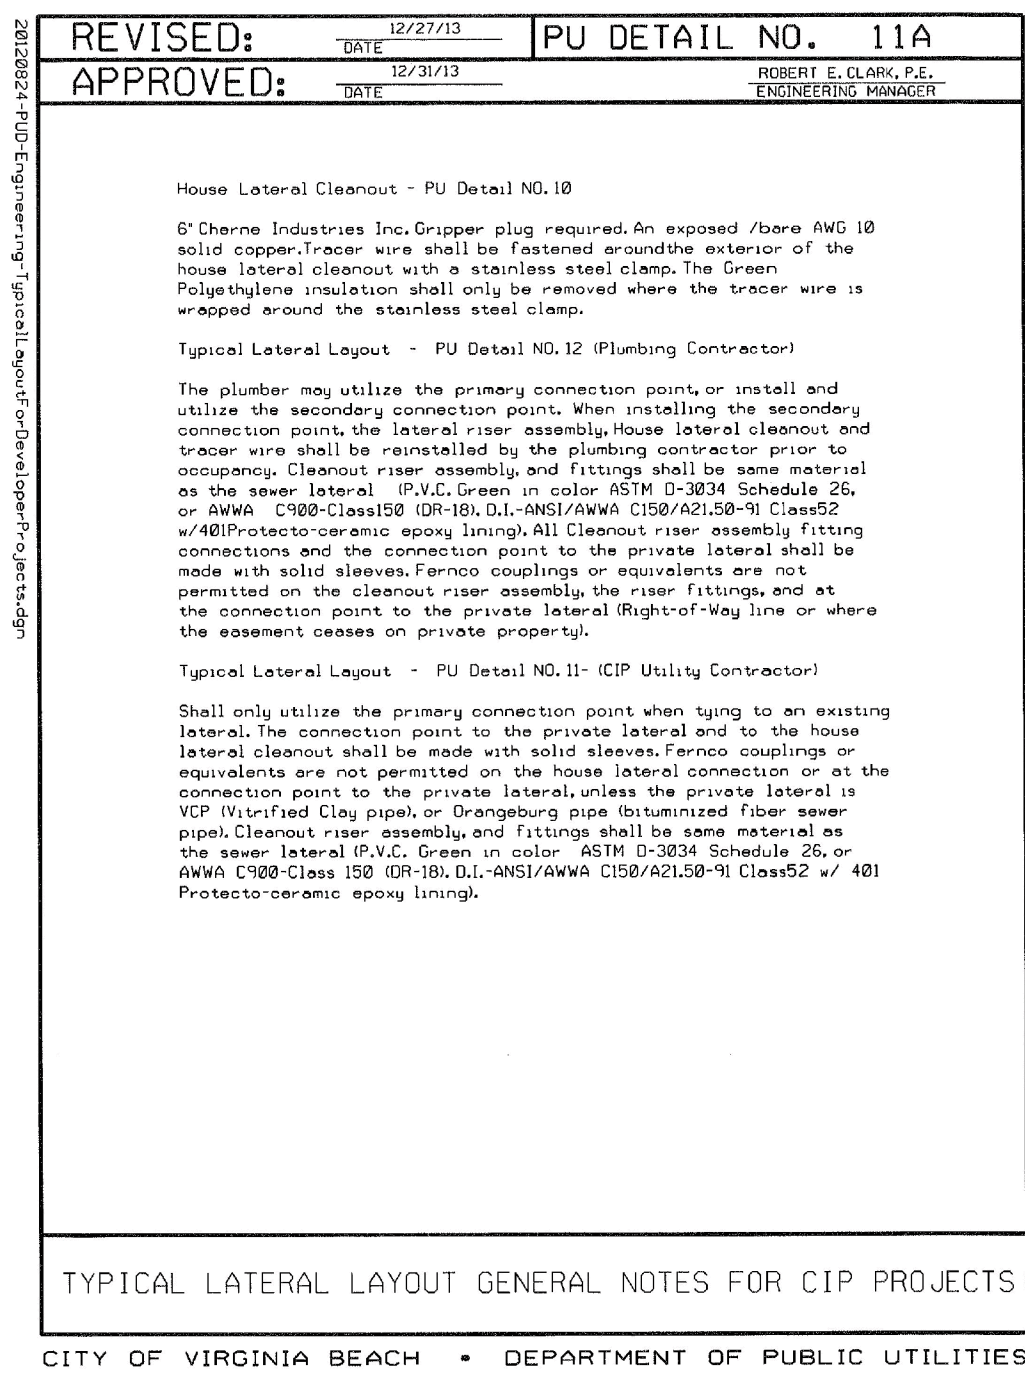 REVISED: 12/27/13 PU DETAIL NO. 11A
DATE
APPROVED: 12/31/13 ROBERT E. CLARK, P.E.
DATE ENGINEERING MANAGER
20120824-PUD-Engineering-TypicalLayoutForDeveloperProjects.dgn
House Lateral Cleanout - PU Detail NO. 10
6" Cherne Industries Inc. Gripper plug required. An exposed /bare AWG 10
solid copper.Tracer wire shall be fastened aroundthe exterior of the
house lateral cleanout with a stainless steel clamp. The Green
Polyethylene insulation shall only be removed where the tracer wire is
wrapped around the stainless steel clamp.
Typical Lateral Layout - PU Detail NO. 12 (Plumbing Contractor)
The plumber may utilize the primary connection point, or install and
utilize the secondary connection point. When installing the secondary
connection point, the lateral riser assembly, House lateral cleanout and
tracer wire shall be reinstalled by the plumbing contractor prior to
occupancy. Cleanout riser assembly, and fittings shall be same material
as the sewer lateral (P.V.C. Green in color ASTM D-3034 Schedule 26,
or AWWA C900-Class150 (DR-18). D.I.-ANSI/AWWA C150/A21.50-91 Class52
w/401Protecto-ceramic epoxy lining). All Cleanout riser assembly fitting
connections and the connection point to the private lateral shall be
made with solid sleeves. Fernco couplings or equivalents are not
permitted on the cleanout riser assembly, the riser fittings, and at
the connection point to the private lateral (Right-of-Way line or where
the easement ceases on private property).
Typical Lateral Layout - PU Detail NO. 11- (CIP Utility Contractor)
Shall only utilize the primary connection point when tying to an existing
lateral. The connection point to the private lateral and to the house
lateral cleanout shall be made with solid sleeves. Fernco couplings or
equivalents are not permitted on the house lateral connection or at the
connection point to the private lateral, unless the private lateral is
VCP (Vitrified Clay pipe), or Orangeburg pipe (bituminized fiber sewer
pipe). Cleanout riser assembly, and fittings shall be same material as
the sewer lateral (P.V.C. Green in color ASTM D-3034 Schedule 26, or
AWWA C900-Class 150 (DR-18). D.I.-ANSI/AWWA C150/A21.50-91 Class52 w/ 401
Protecto-ceramic epoxy lining).
TYPICAL LATERAL LAYOUT GENERAL NOTES FOR CIP PROJECTS
CITY OF VIRGINIA BEACH • DEPARTMENT OF PUBLIC UTILITIES